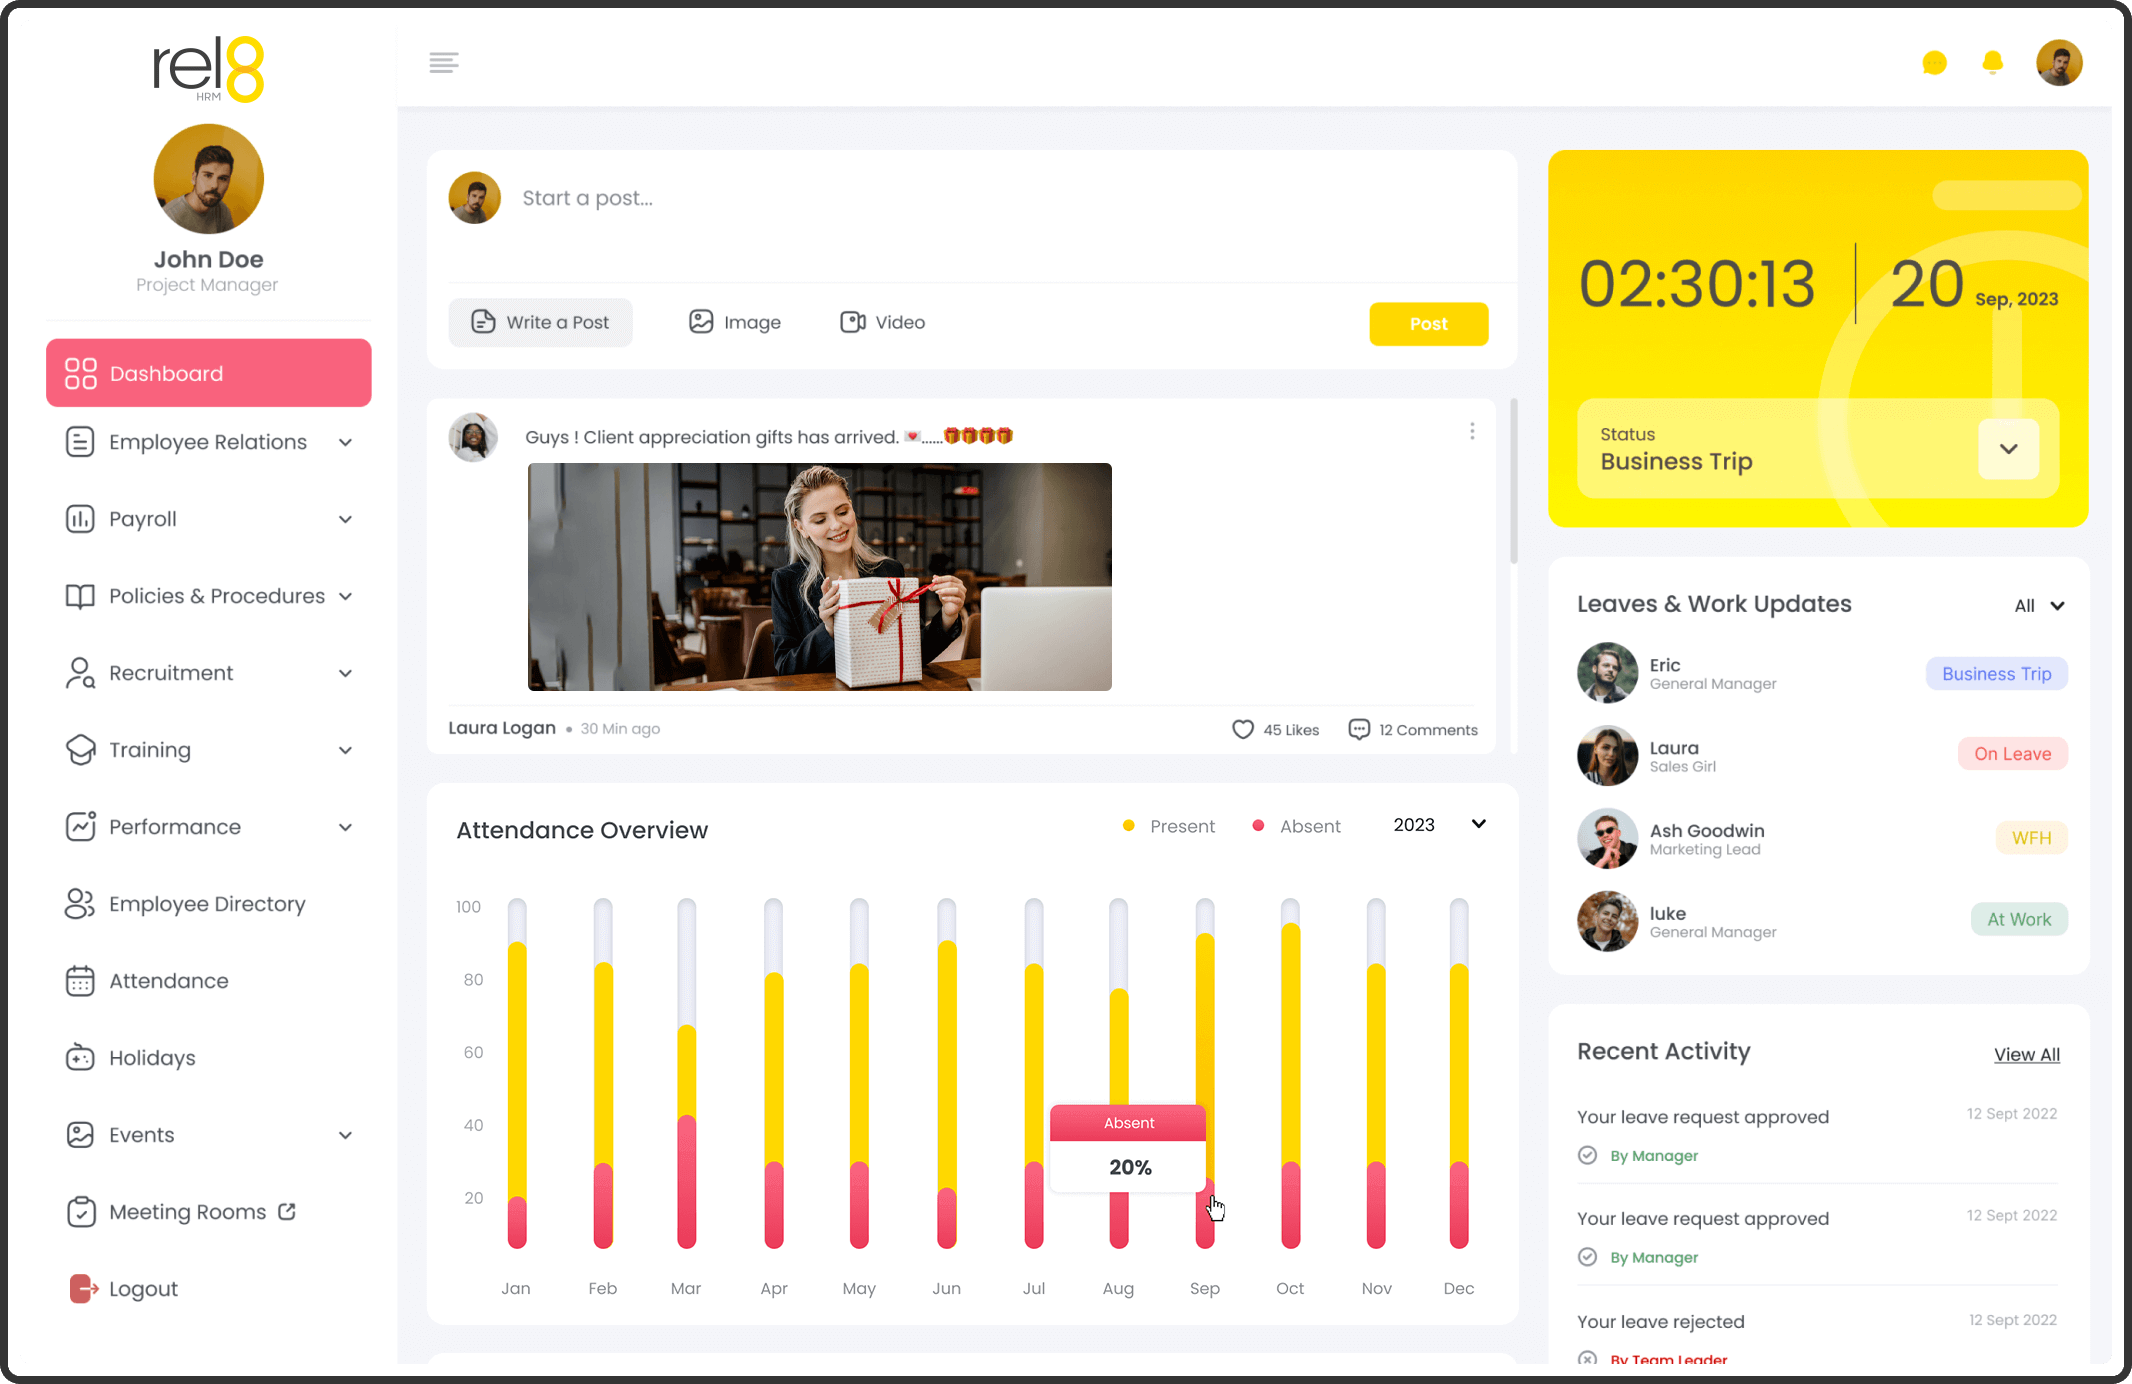 rel8
HRM
John Doe
Project Manager
Dashboard
Employee Relations
Payroll
Policies & Procedures
Recruitment
Training
Performance
Employee Directory
Attendance
Holidays
Events
Meeting Rooms
Logout
Start a post...
Write a Post
Image
Video
Post
Guys ! Client appreciation gifts has arrived. 💌......🎁🎁🎁🎁
Laura Logan • 30 Min ago
45 Likes
12 Comments
Attendance Overview
Present
Absent
2023
100
80
60
40
20
Absent
20%
Jan
Feb
Mar
Apr
May
Jun
Jul
Aug
Sep
Oct
Nov
Dec
02:30:13
20 Sep, 2023
Status
Business Trip
Leaves & Work Updates
All
Eric
General Manager
Business Trip
Laura
Sales Girl
On Leave
Ash Goodwin
Marketing Lead
WFH
luke
General Manager
At Work
Recent Activity
View All
Your leave request approved
12 Sept 2022
By Manager
Your leave request approved
12 Sept 2022
By Manager
Your leave rejected
12 Sept 2022
By Team Leader